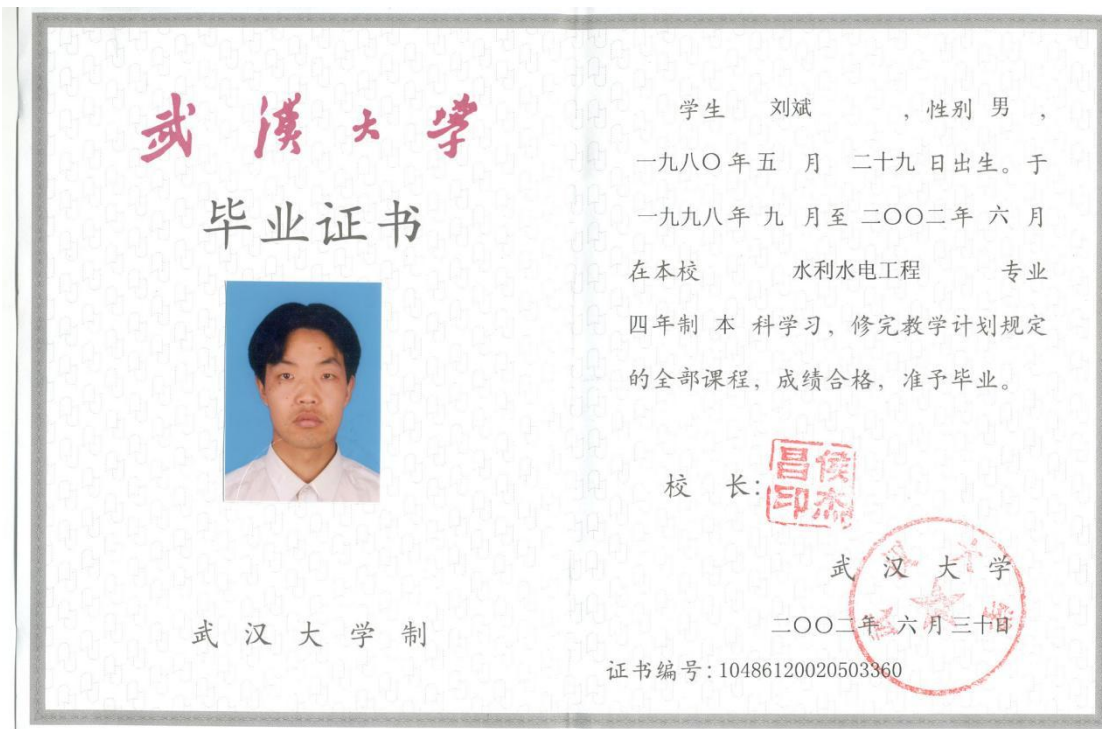 武漢大學
毕业证书
武汉大学制
学生 刘斌 ，性别 男 ，
一九八〇年五 月 二十九 日出生。于
一九九八年 九 月至 二〇〇二年 六 月
在本校 水利水电工程 专业
四年制 本 科学习，修完教学计划规定
的全部课程，成绩合格，准予毕业。
校 长:
侯杰昌印
武 汉 大 学
二〇〇二年 六月三十日
证书编号:10486120020503360